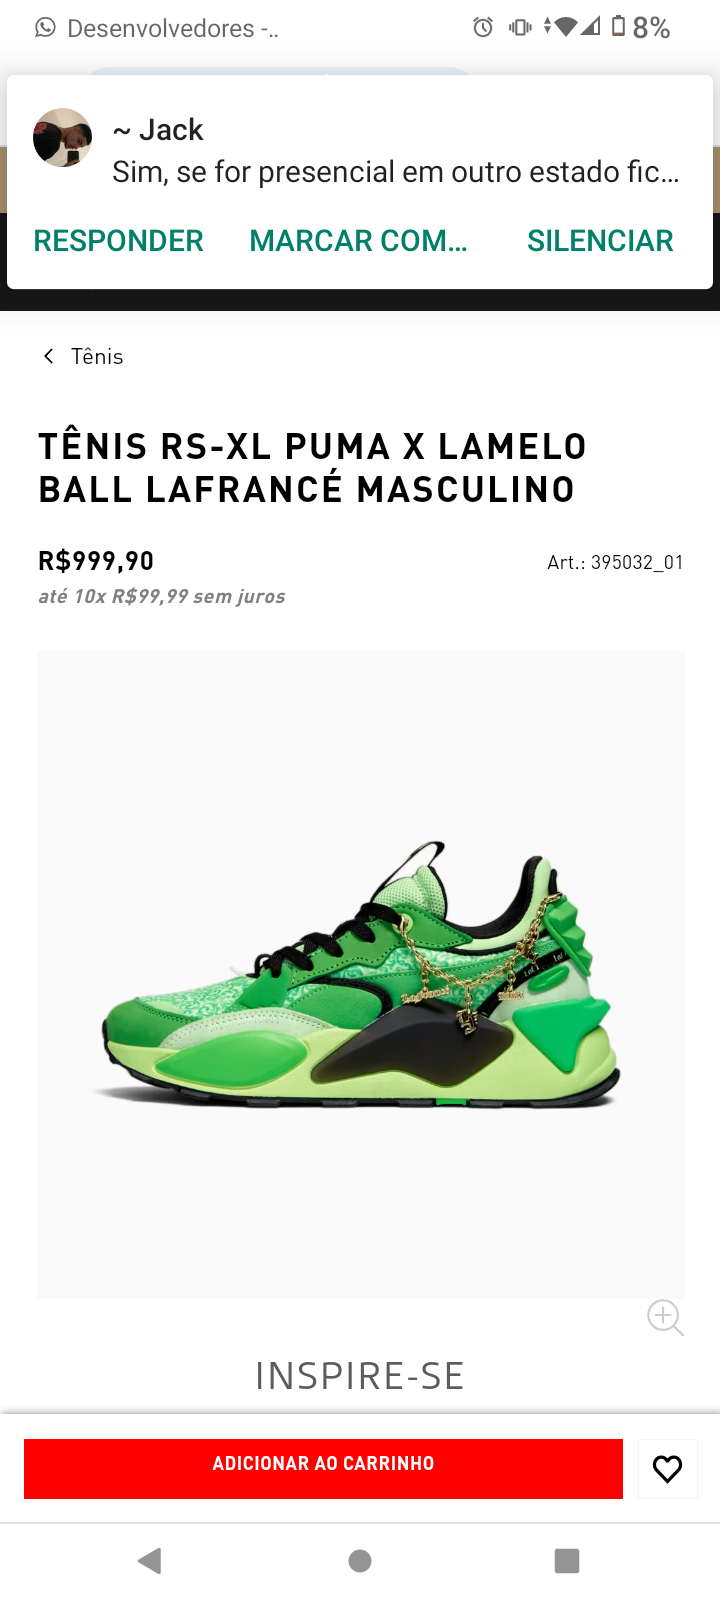 Desenvolvedores -..
8%
~ Jack
Sim, se for presencial em outro estado fic...
RESPONDER MARCAR COM... SILENCIAR
Tênis
TÊNIS RS-XL PUMA X LAMELO
BALL LAFRANCÉ MASCULINO
R$999,90 Art.: 395032_01
até 10x R$99,99 sem juros
INSPIRE-SE
ADICIONAR AO CARRINHO